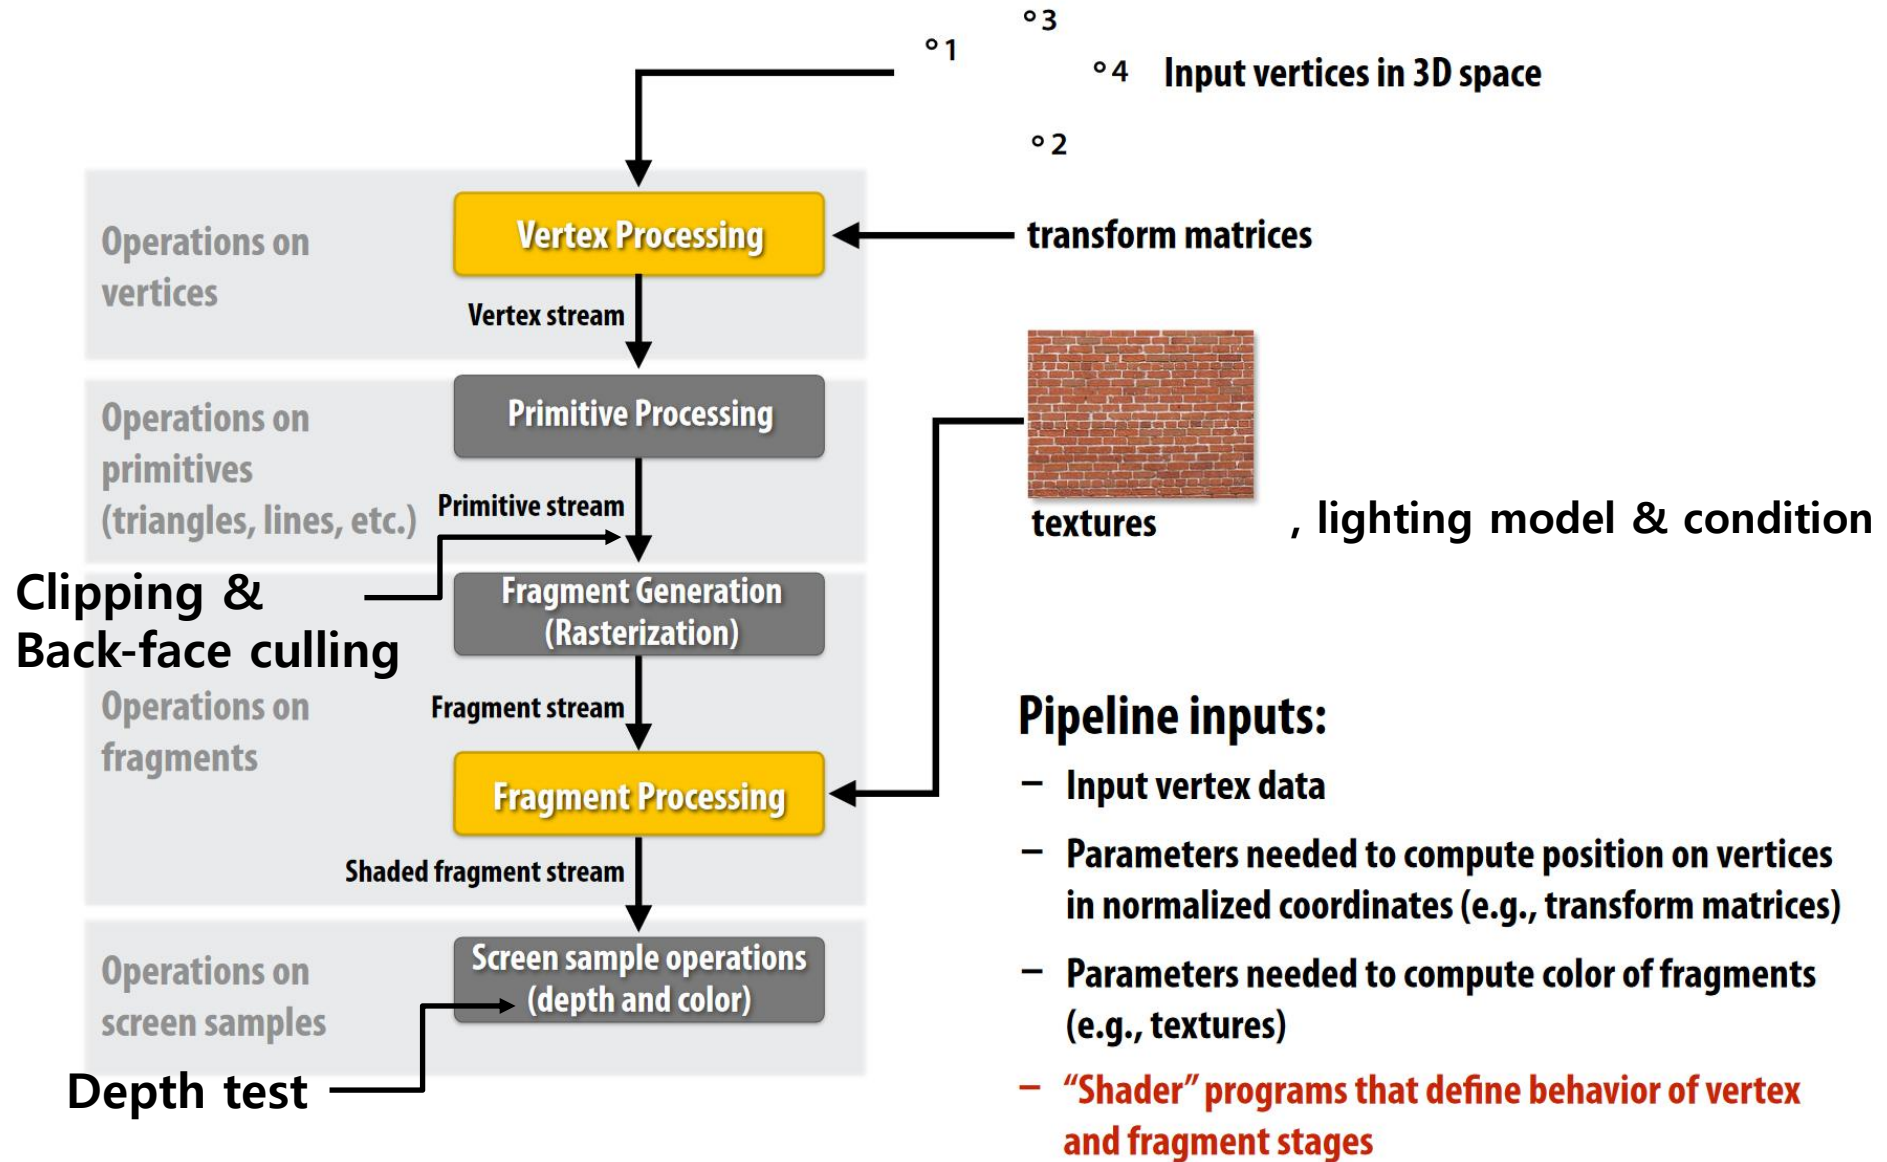 °3
°1
°4 Input vertices in 3D space
°2
Operations on
vertices
Vertex Processing
transform matrices
Vertex stream
Operations on
primitives
(triangles, lines, etc.)
Primitive Processing
Primitive stream
textures , lighting model & condition
Clipping &
Back-face culling
Fragment Generation
(Rasterization)
Operations on
fragments
Fragment stream
Fragment Processing
Shaded fragment stream
Operations on
screen samples
Screen sample operations
(depth and color)
Depth test
Pipeline inputs:
– Input vertex data
– Parameters needed to compute position on vertices
in normalized coordinates (e.g., transform matrices)
– Parameters needed to compute color of fragments
(e.g., textures)
– “Shader” programs that define behavior of vertex
and fragment stages